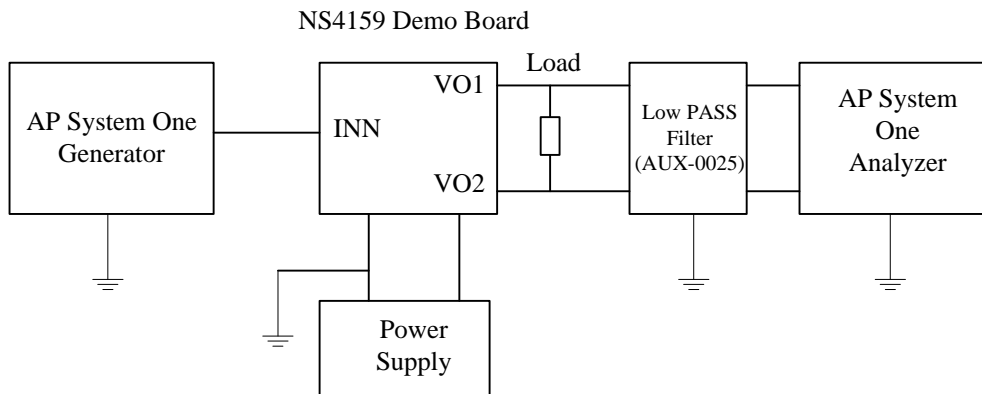 NS4159 Demo Board
AP System One
Generator
INN
VO1
VO2
Load
Low PASS
Filter
(AUX-0025)
AP System
One
Analyzer
Power
Supply